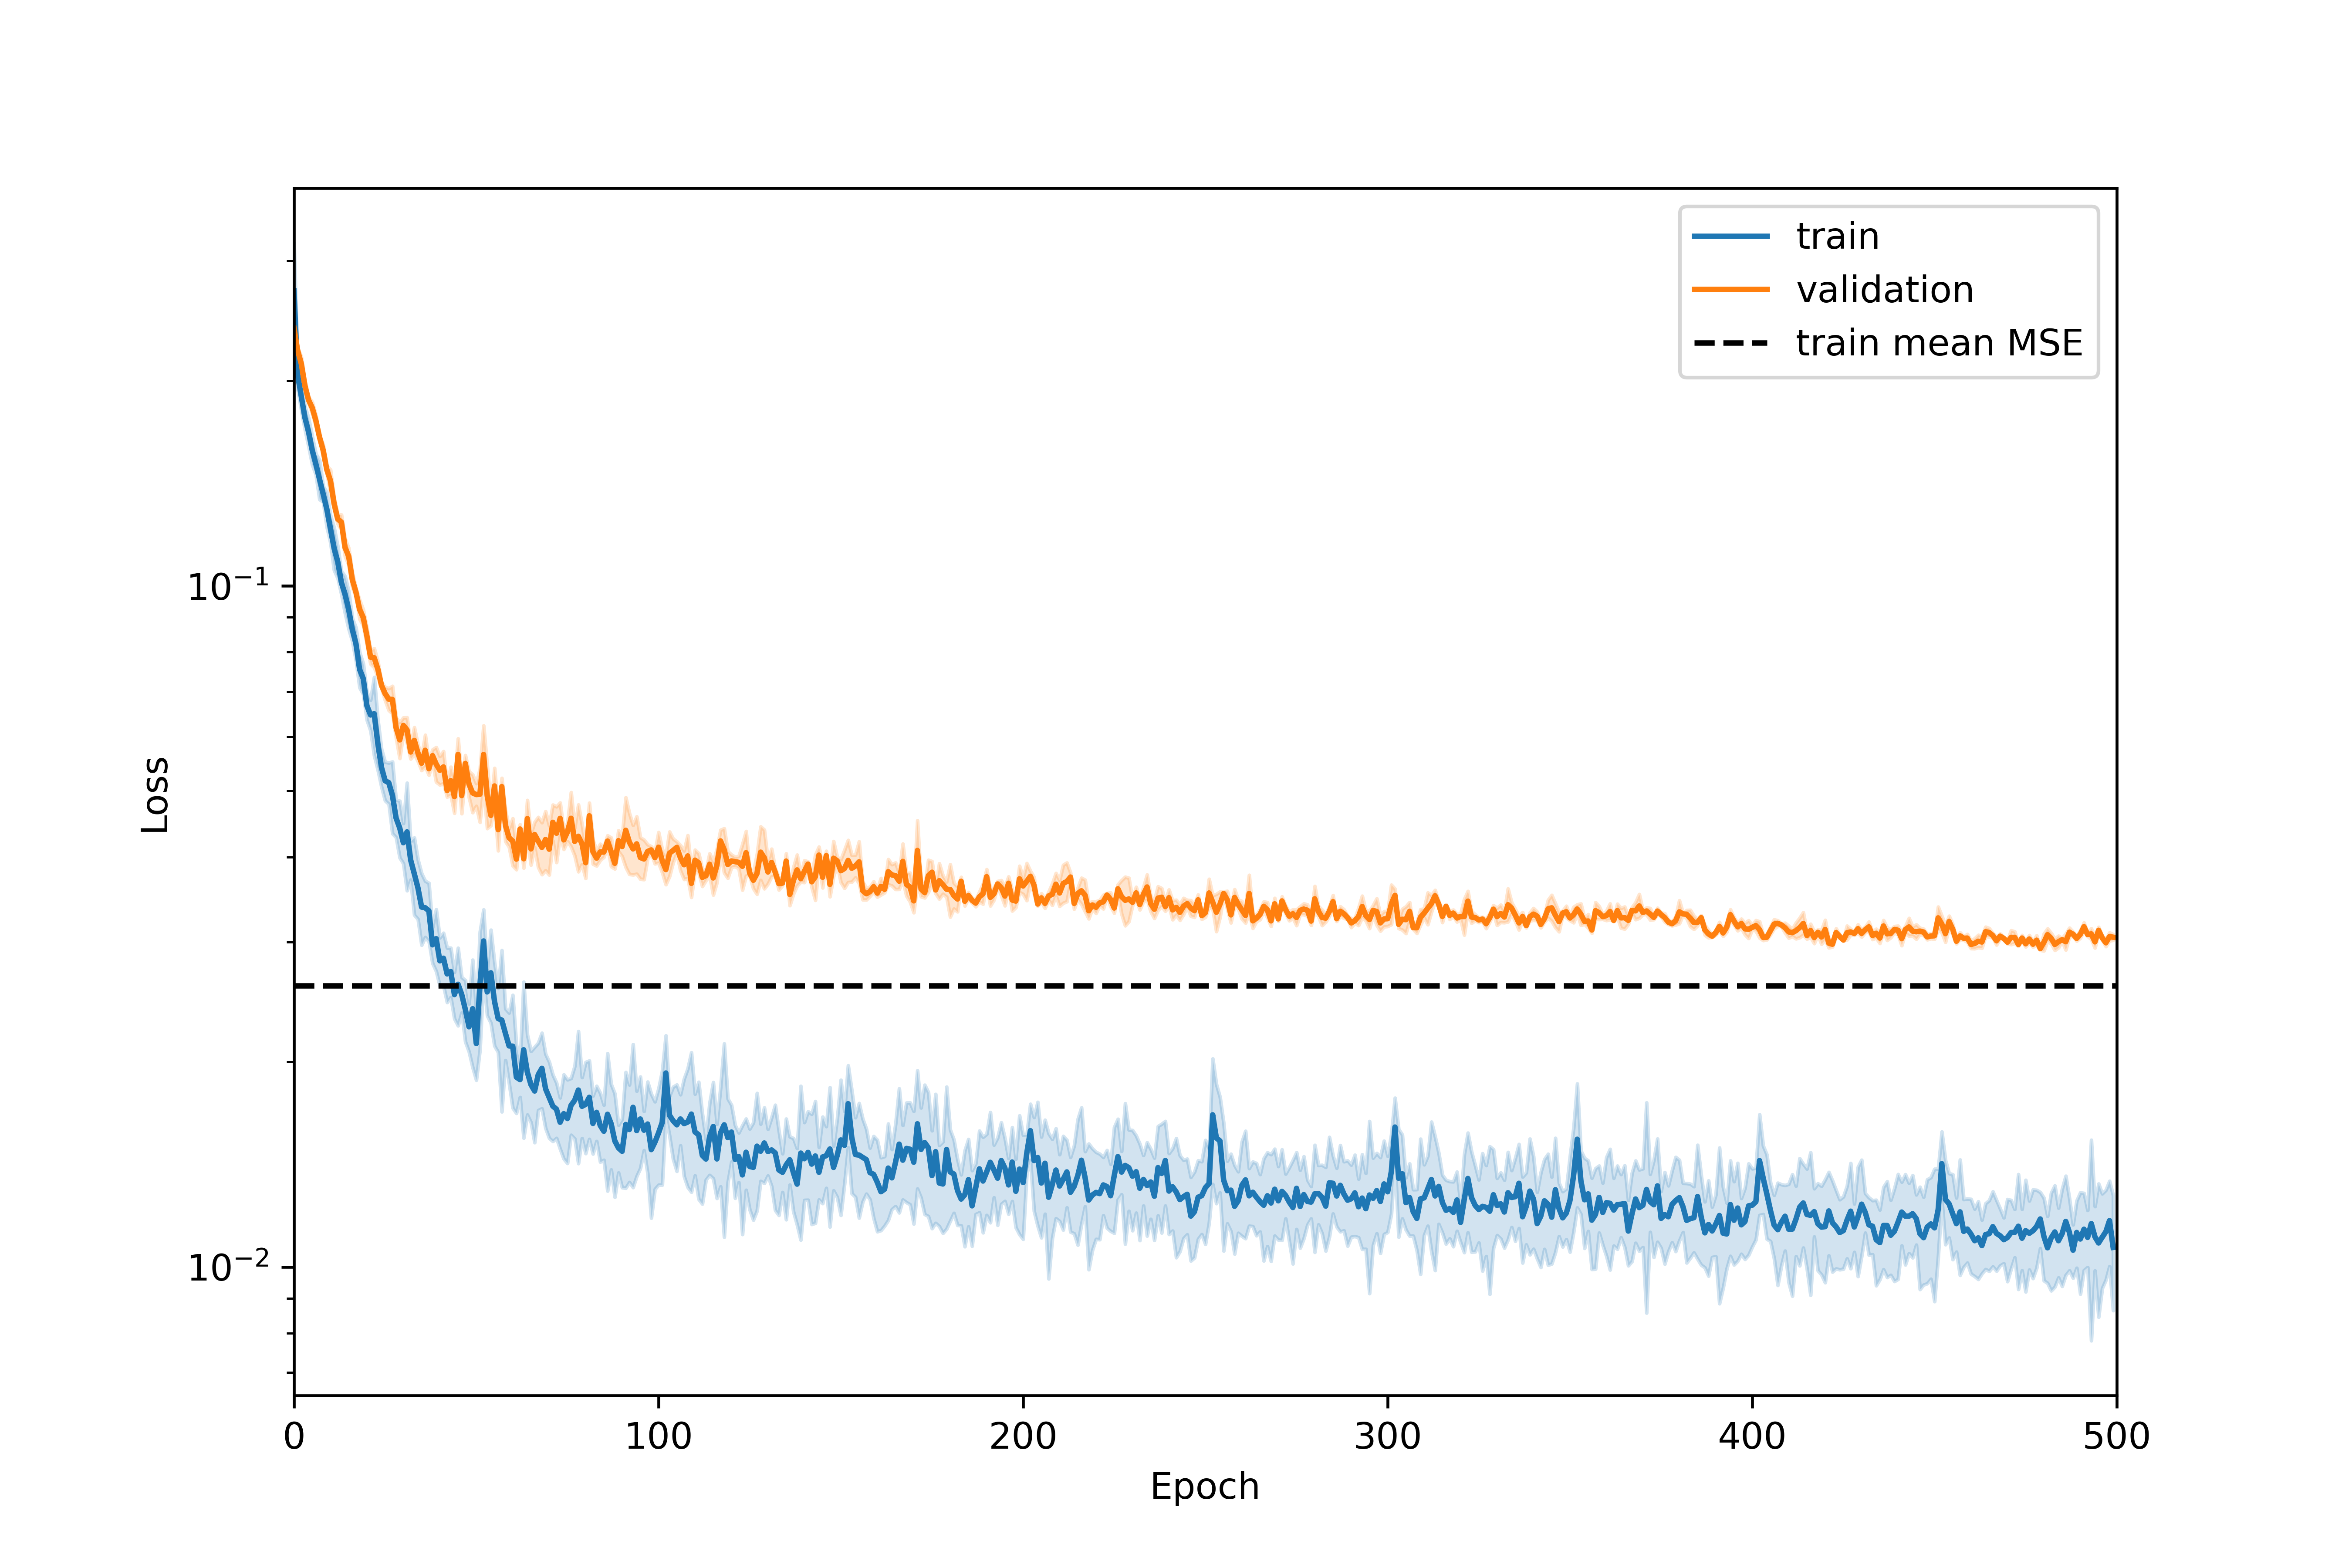 train
validation
train mean MSE
10⁻¹
10⁻²
Loss
0 100 200 300 400 500
Epoch